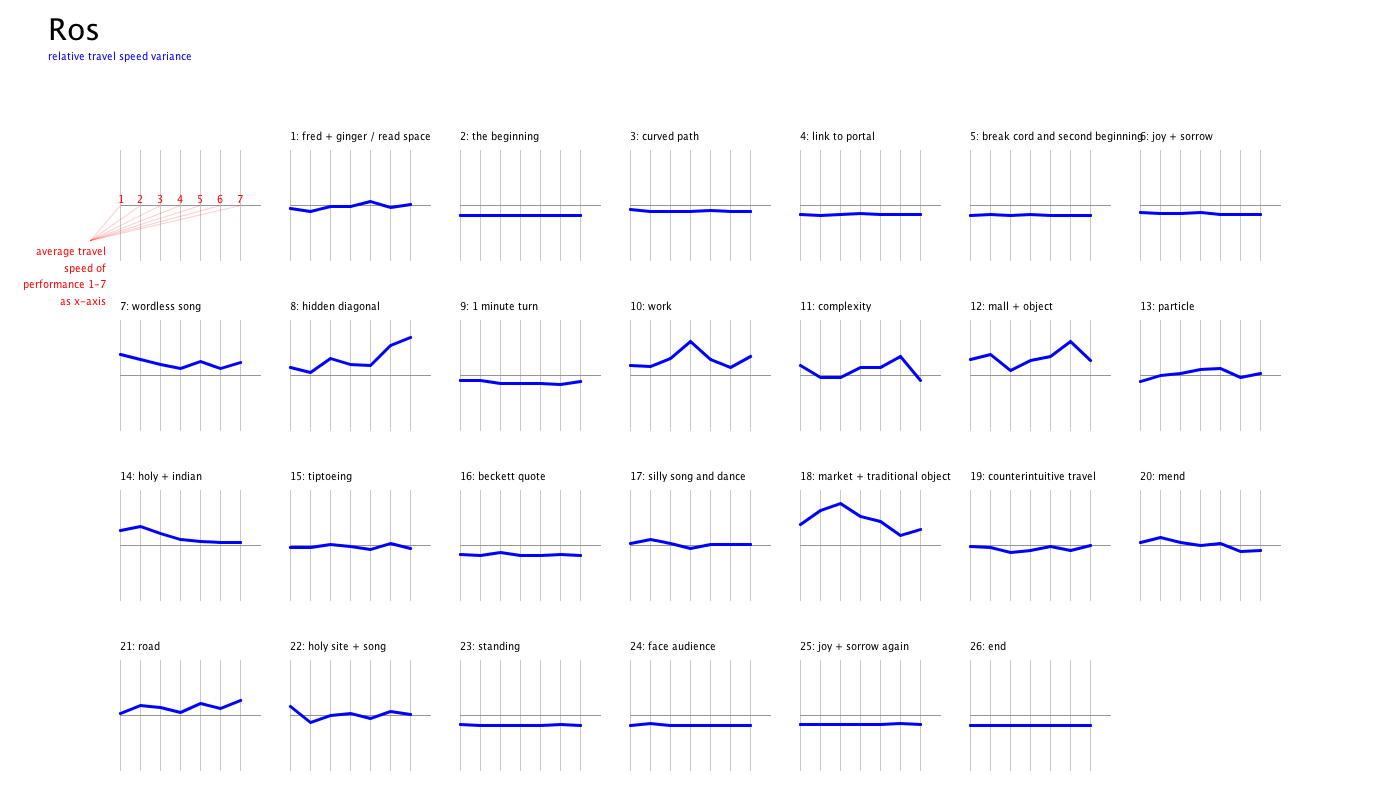 Ros
relative travel speed variance
1: fred + ginger / read space
2: the beginning
3: curved path
4: link to portal
5: break cord and second beginning
6: joy + sorrow
1 2 3 4 5 6 7
average travel
speed of
performance 1-7
as x-axis
7: wordless song
8: hidden diagonal
9: 1 minute turn
10: work
11: complexity
12: mall + object
13: particle
14: holy + indian
15: tiptoeing
16: beckett quote
17: silly song and dance
18: market + traditional object
19: counterintuitive travel
20: mend
21: road
22: holy site + song
23: standing
24: face audience
25: joy + sorrow again
26: end